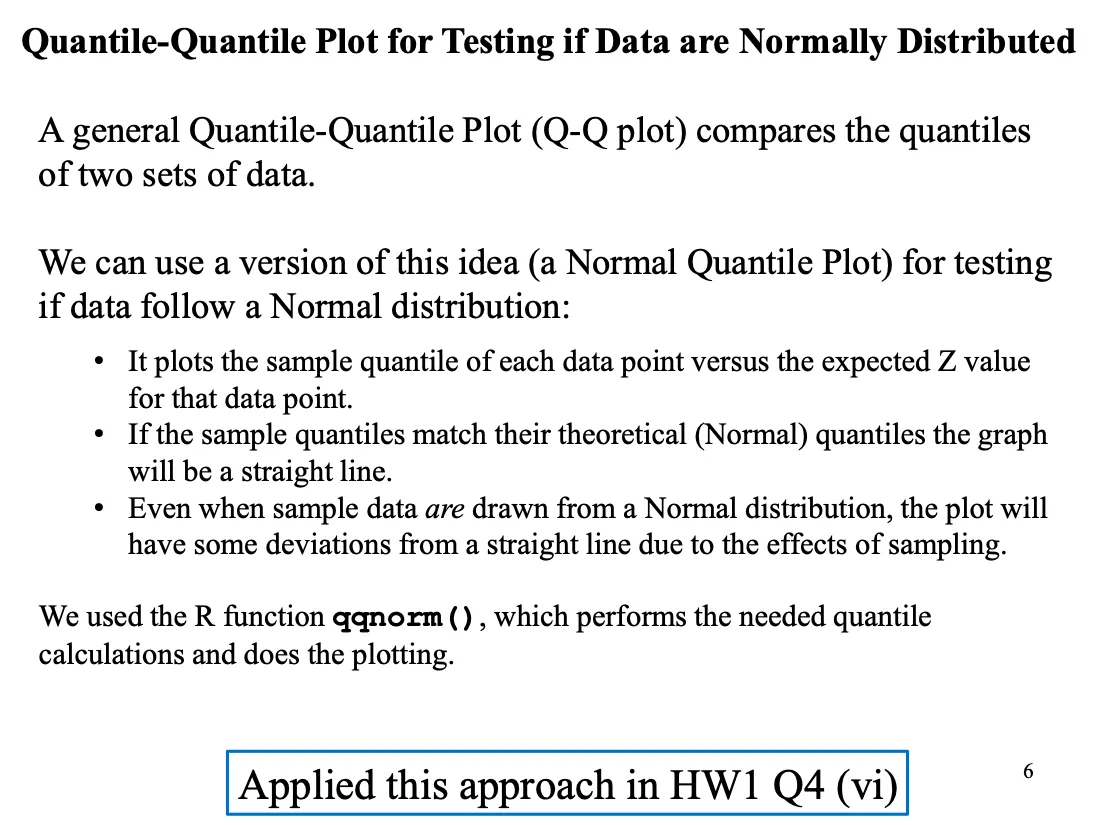 Quantile-Quantile Plot for Testing if Data are Normally Distributed
A general Quantile-Quantile Plot (Q-Q plot) compares the quantiles
of two sets of data.
We can use a version of this idea (a Normal Quantile Plot) for testing
if data follow a Normal distribution:
• It plots the sample quantile of each data point versus the expected Z value
for that data point.
• If the sample quantiles match their theoretical (Normal) quantiles the graph
will be a straight line.
• Even when sample data are drawn from a Normal distribution, the plot will
have some deviations from a straight line due to the effects of sampling.
We used the R function qqnorm(), which performs the needed quantile
calculations and does the plotting.
Applied this approach in HW1 Q4 (vi)
6